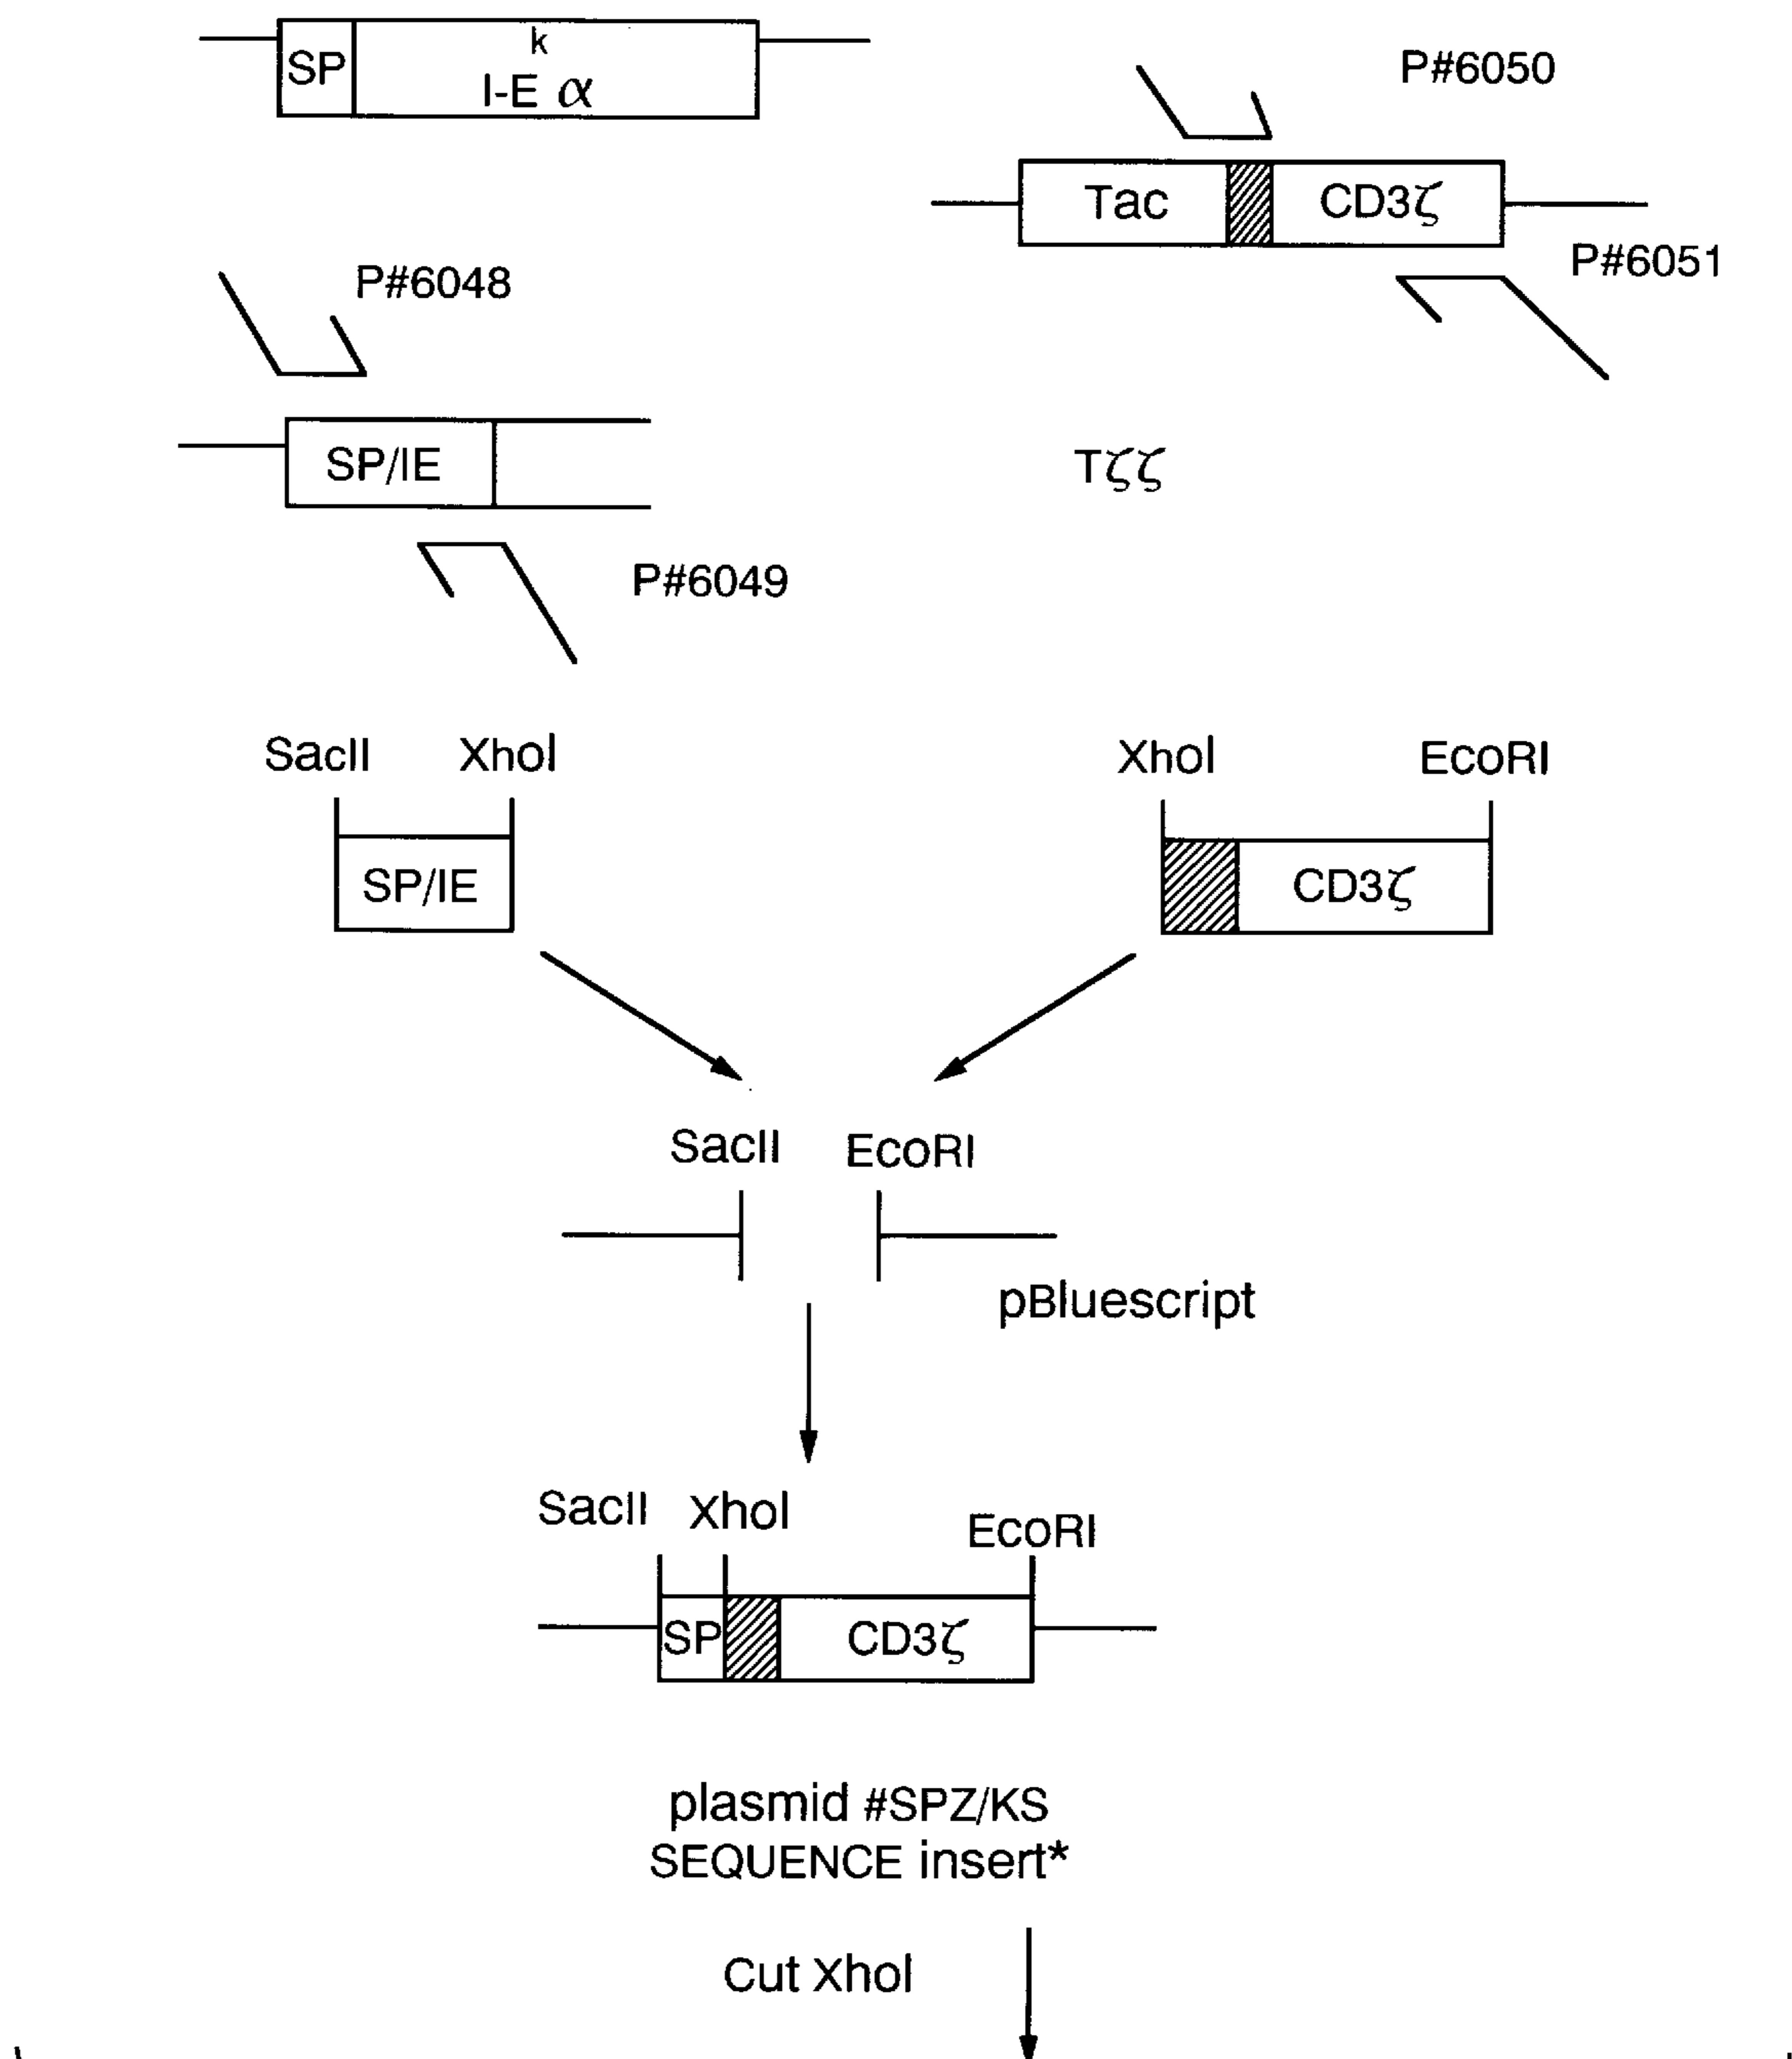 SP
k
I-E α
P#6050
Tac
CD3ζ
P#6051
P#6048
SP/IE
Tζζ
P#6049
SacII XhoI
XhoI EcoRI
SP/IE
CD3ζ
SacII EcoRI
pBluescript
SacII XhoI EcoRI
SP
CD3ζ
plasmid #SPZ/KS
SEQUENCE insert*
Cut XhoI